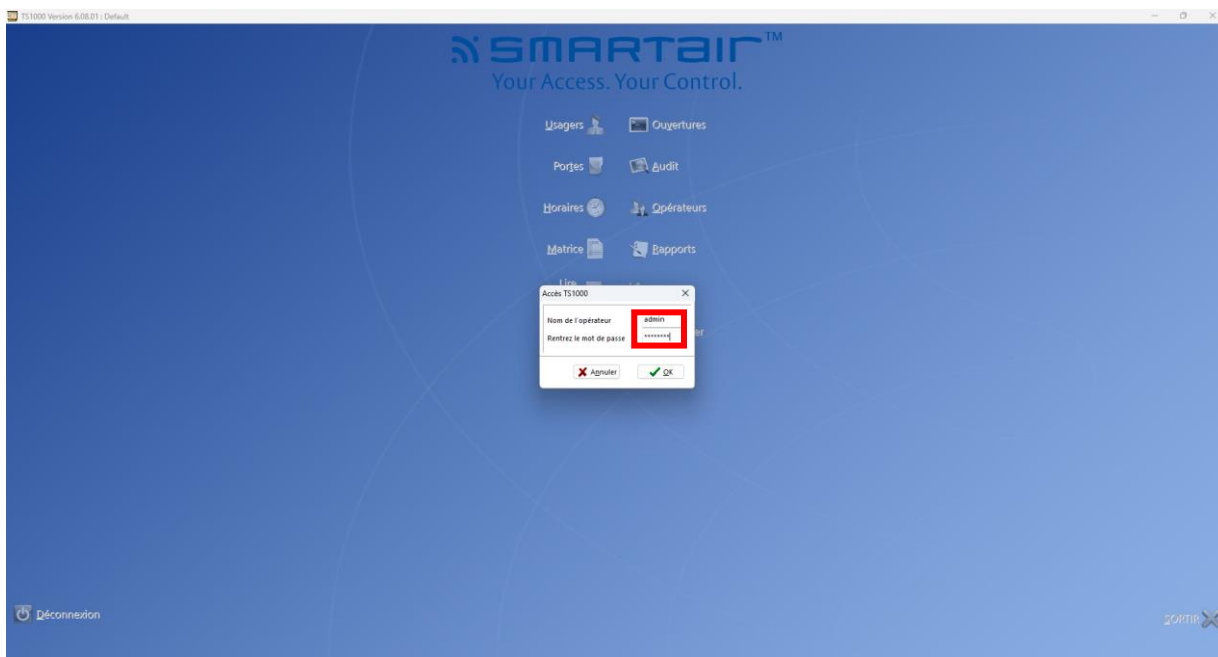 TS1000 Version 6.08.01 : Default
SMARTair™
Your Access. Your Control.
Usagers Ouvertures
Portes Audit
Horaires Opérateurs
Matrice Rapports
Lire
Accès TS1000
Nom de l'opérateur admin
Rentrez le mot de passe ********
Annuler OK
Déconnexion
SORTIR